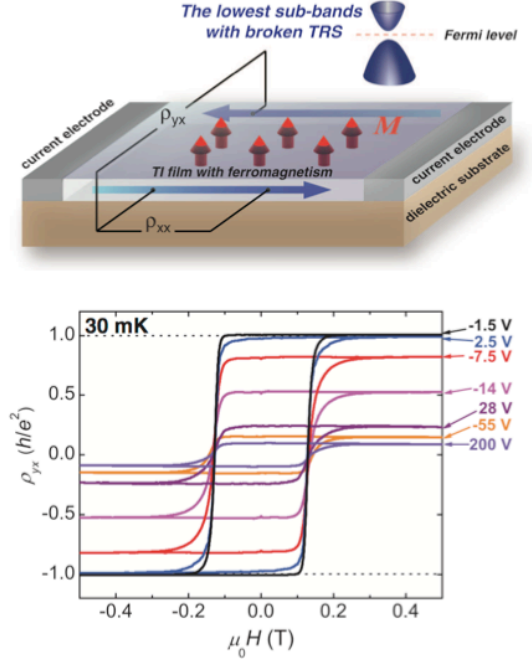 The lowest sub-bands
with broken TRS
Fermi level
current electrode
ρyx
M
TI film with ferromagnetism
ρxx
current electrode
dielectric substrate
30 mK
ρyx (h/e²)
1.0
0.5
0.0
-0.5
-1.0
-1.5 V
2.5 V
-7.5 V
-14 V
28 V
-55 V
200 V
-0.4 -0.2 0.0 0.2 0.4
μ₀H (T)